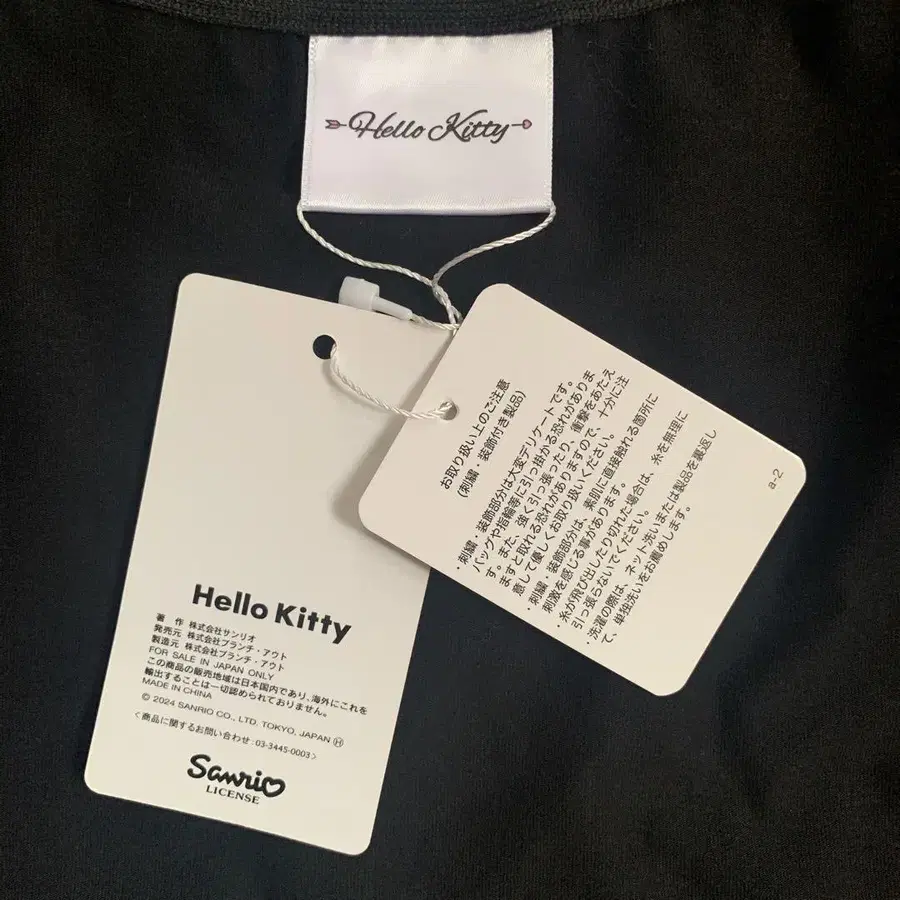 Hello Kitty
Hello Kitty
著　作 株式会社サンリオ
発売元 株式会社ブランチ・アウト
製造元 株式会社ブランチ・アウト
FOR SALE IN JAPAN ONLY
この商品の販売地域は日本国内であり、海外にこれを
輸出することは一切認められておりません。
MADE IN CHINA
© 2024 SANRIO CO., LTD. TOKYO, JAPAN Ⓗ
<商品に関するお問い合わせ:03-3445-0003>
Sanrio
LICENSE
お取り扱い上のご注意
(刺繍・装飾付き製品)
・刺繍・装飾部分は大変デリケートです。
バッグや指輪等に引っ掛かる恐れがありま
す。また、強く引っ張ったり、衝撃をあたえ
ますと取れる恐れがありますので、十分に注
意して優しくお取り扱いください。
・刺繍・装飾部分は、素肌に直接触れる箇所に
刺激を感じる事があります。
・糸が飛び出したり切れた場合は、糸を無理に
引っ張らないでください。
・洗濯の際は、ネット洗いまたは製品を裏返し
て、単独洗いをお薦めします。
a-2